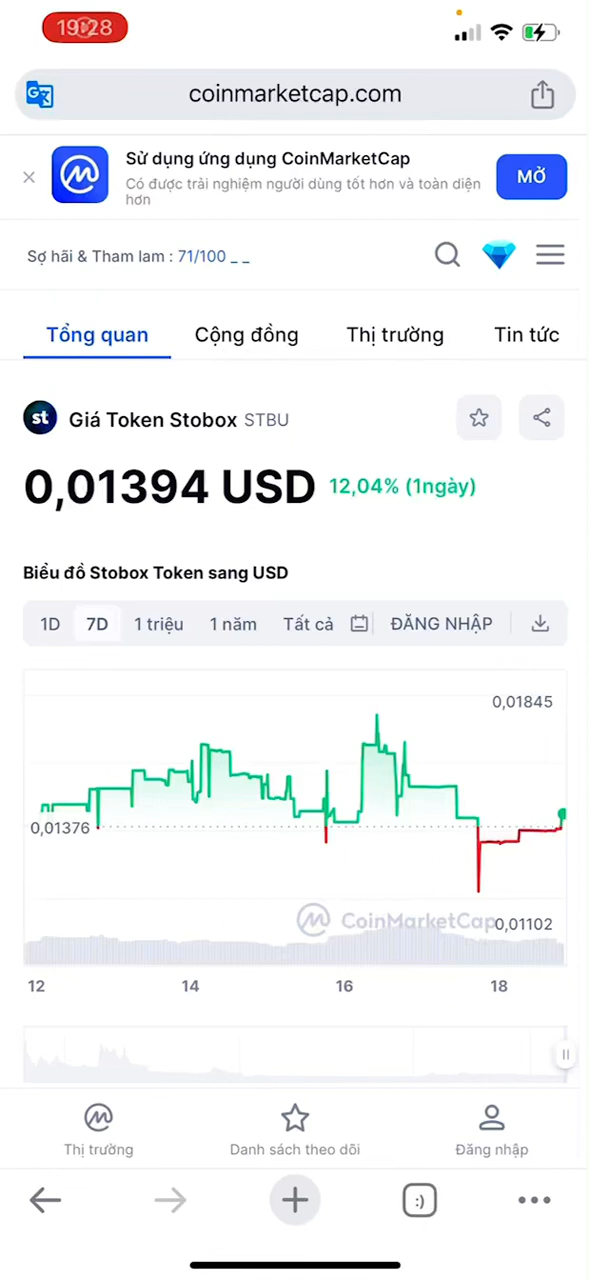 19:28
coinmarketcap.com
Sử dụng ứng dụng CoinMarketCap
Có được trải nghiệm người dùng tốt hơn và toàn diện
hơn
MỞ
Sợ hãi & Tham lam : 71/100 _ _
Tổng quan
Cộng đồng
Thị trường
Tin tức
st
Giá Token Stobox STBU
0,01394 USD 12,04% (1ngày)
Biểu đồ Stobox Token sang USD
1D 7D 1 triệu 1 năm Tất cả ĐĂNG NHẬP
0,01845
0,01376
CoinMarketCap
0,01102
12 14 16 18
Thị trường
Danh sách theo dõi
Đăng nhập
:)